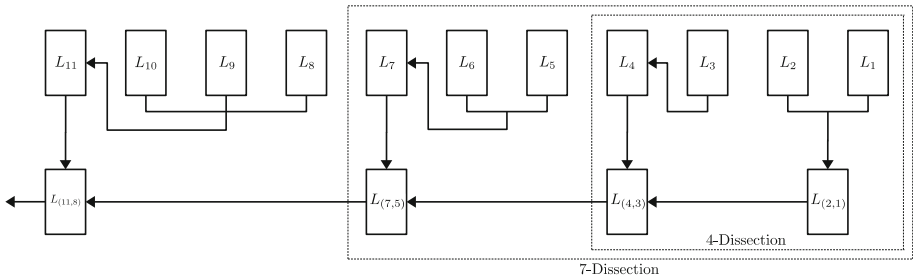 L₁₁ L₁₀ L₉ L₈ L₇ L₆ L₅ L₄ L₃ L₂ L₁
L₍₁₁,₈₎ L₍₇,₅₎ L₍₄,₃₎ L₍₂,₁₎
4-Dissection
7-Dissection